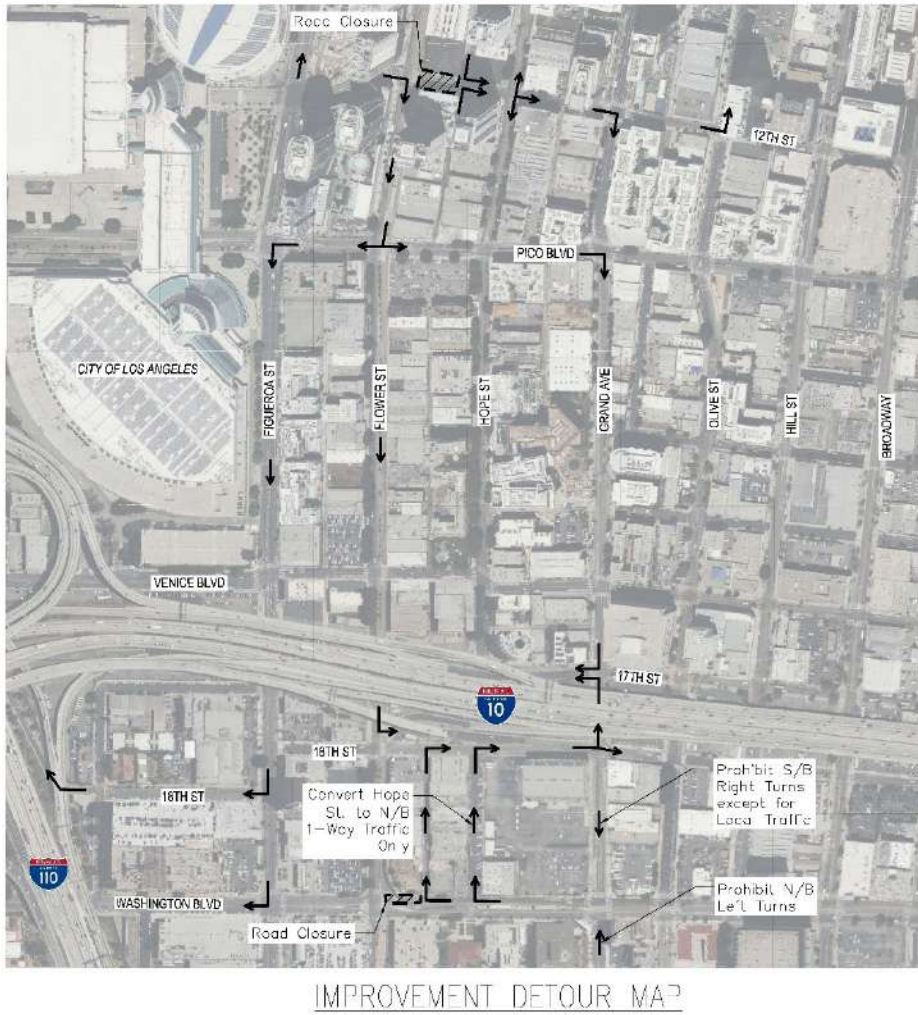 Road Closure
12TH ST
PICO BLVD
CITY OF LOS ANGELES
FIGUEROA ST
FLOWER ST
HOPE ST
GRAND AVE
OLIVE ST
HILL ST
BROADWAY
VENICE BLVD
17TH ST
10
18TH ST
18TH ST
Convert Hope
St. to N/B
1-Way Traffic
Only
Prohibit S/B
Right Turns
except for
Local Traffic
110
WASHINGTON BLVD
Road Closure
Prohibit N/B
Left Turns
IMPROVEMENT DETOUR MAP